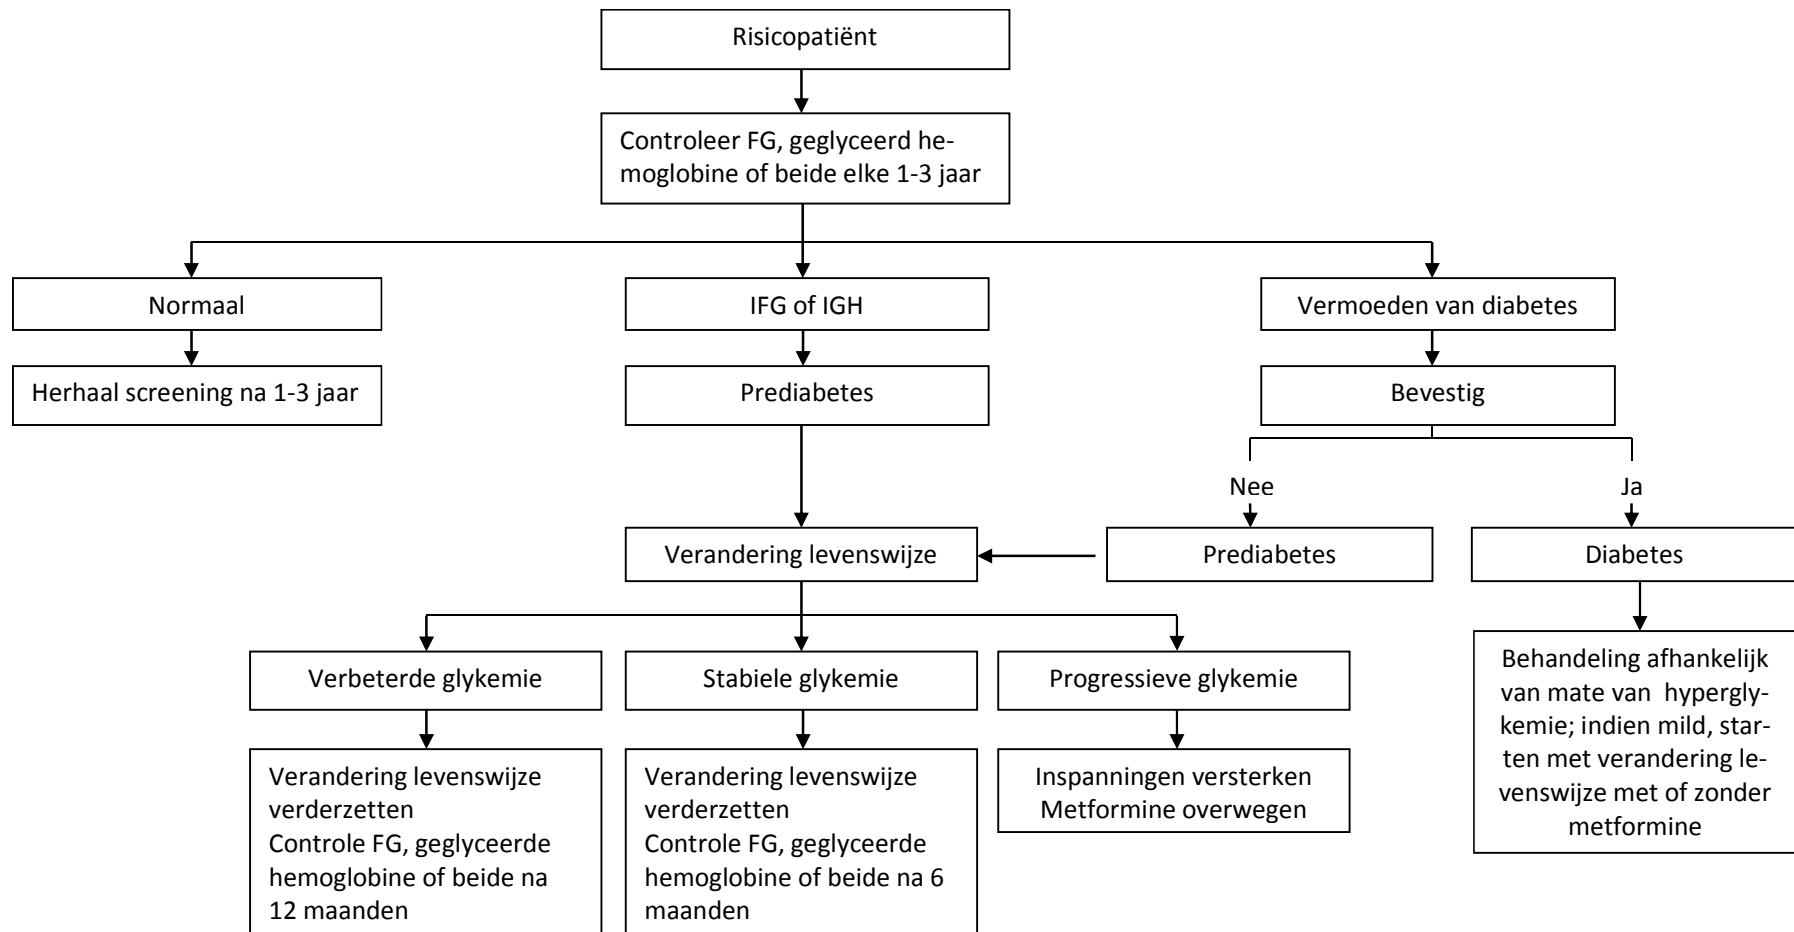 Risicopatiënt
Controleer FG, geglyceerd he-
moglobine of beide elke 1-3 jaar
Normaal
IFG of IGH
Vermoeden van diabetes
Herhaal screening na 1-3 jaar
Prediabetes
Bevestig
Nee
Ja
Verandering levenswijze
Prediabetes
Diabetes
Verbeterde glykemie
Stabiele glykemie
Progressieve glykemie
Behandeling afhankelijk
van mate van  hypergly-
kemie; indien mild, star-
ten met verandering le-
venswijze met of zonder
metformine
Verandering levenswijze
verderzetten
Controle FG, geglyceerde
hemoglobine of beide na
12 maanden
Verandering levenswijze
verderzetten
Controle FG, geglyceerde
hemoglobine of beide na 6
maanden
Inspanningen versterken
Metformine overwegen